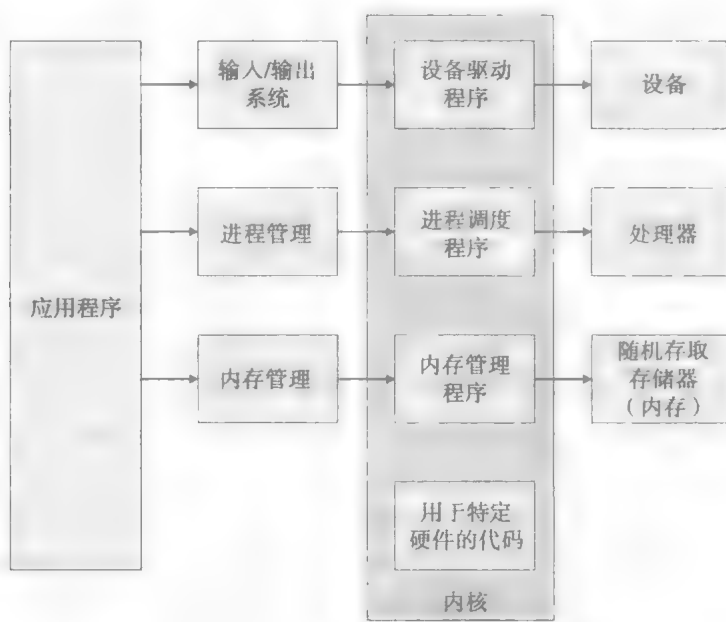 输入/输出
系统
设备驱动
程序
设备
进程管理
进程调度
程序
处理器
应用程序
内存管理
内存管理
程序
随机存取
存储器
（内存）
用于特定
硬件的代码
内核